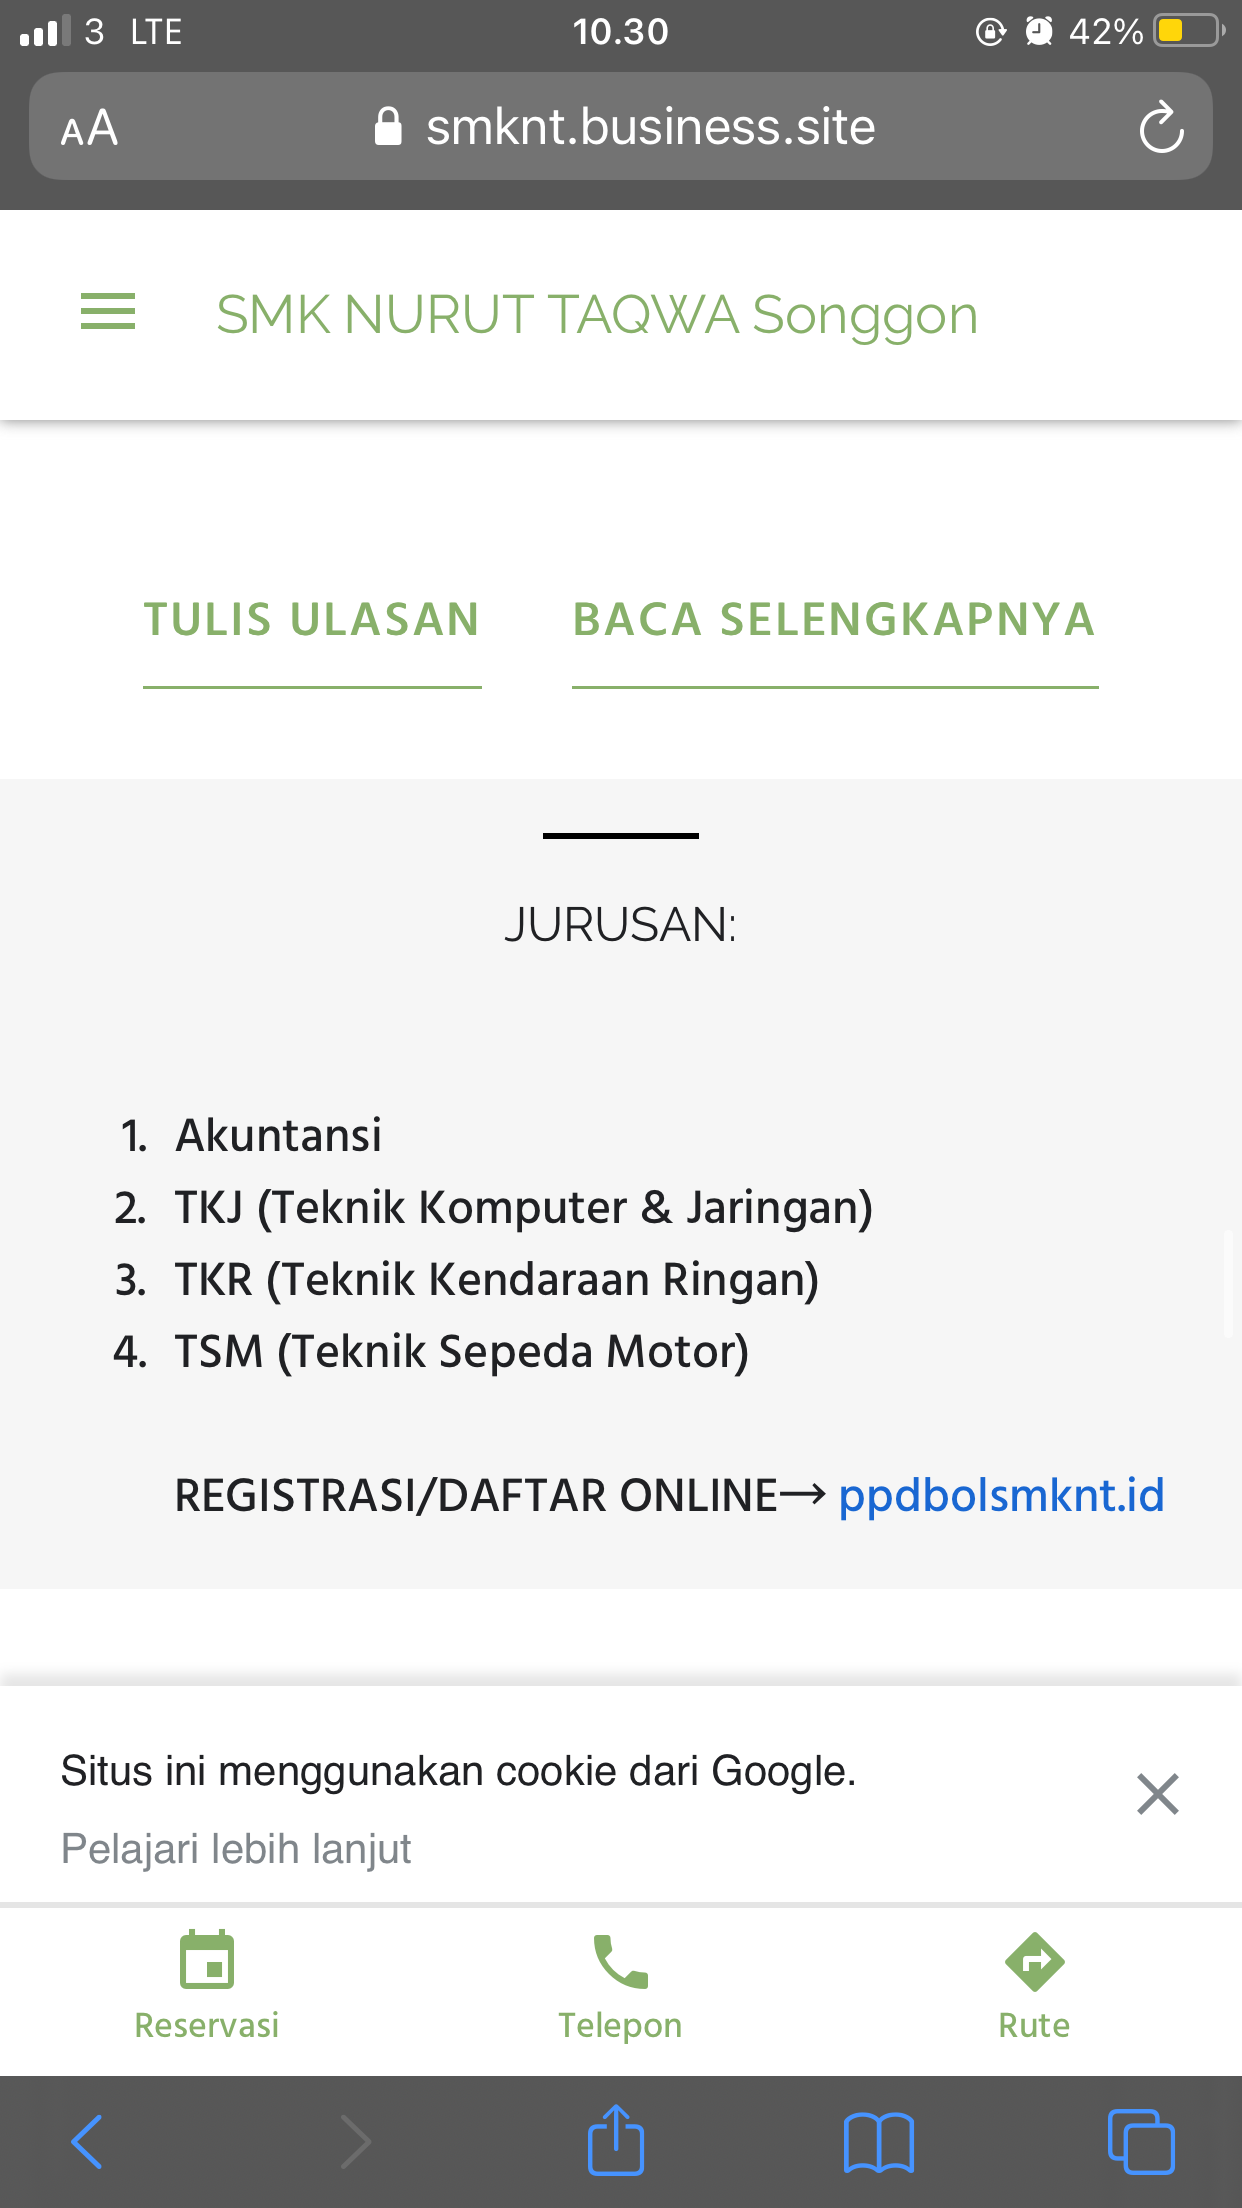 3 LTE 10.30 42%
AA smknt.business.site
SMK NURUT TAQWA Songgon
TULIS ULASAN BACA SELENGKAPNYA
JURUSAN:
1. Akuntansi
2. TKJ (Teknik Komputer & Jaringan)
3. TKR (Teknik Kendaraan Ringan)
4. TSM (Teknik Sepeda Motor)
REGISTRASI/DAFTAR ONLINE→ ppdbolsmknt.id
Situs ini menggunakan cookie dari Google.
Pelajari lebih lanjut
Reservasi Telepon Rute